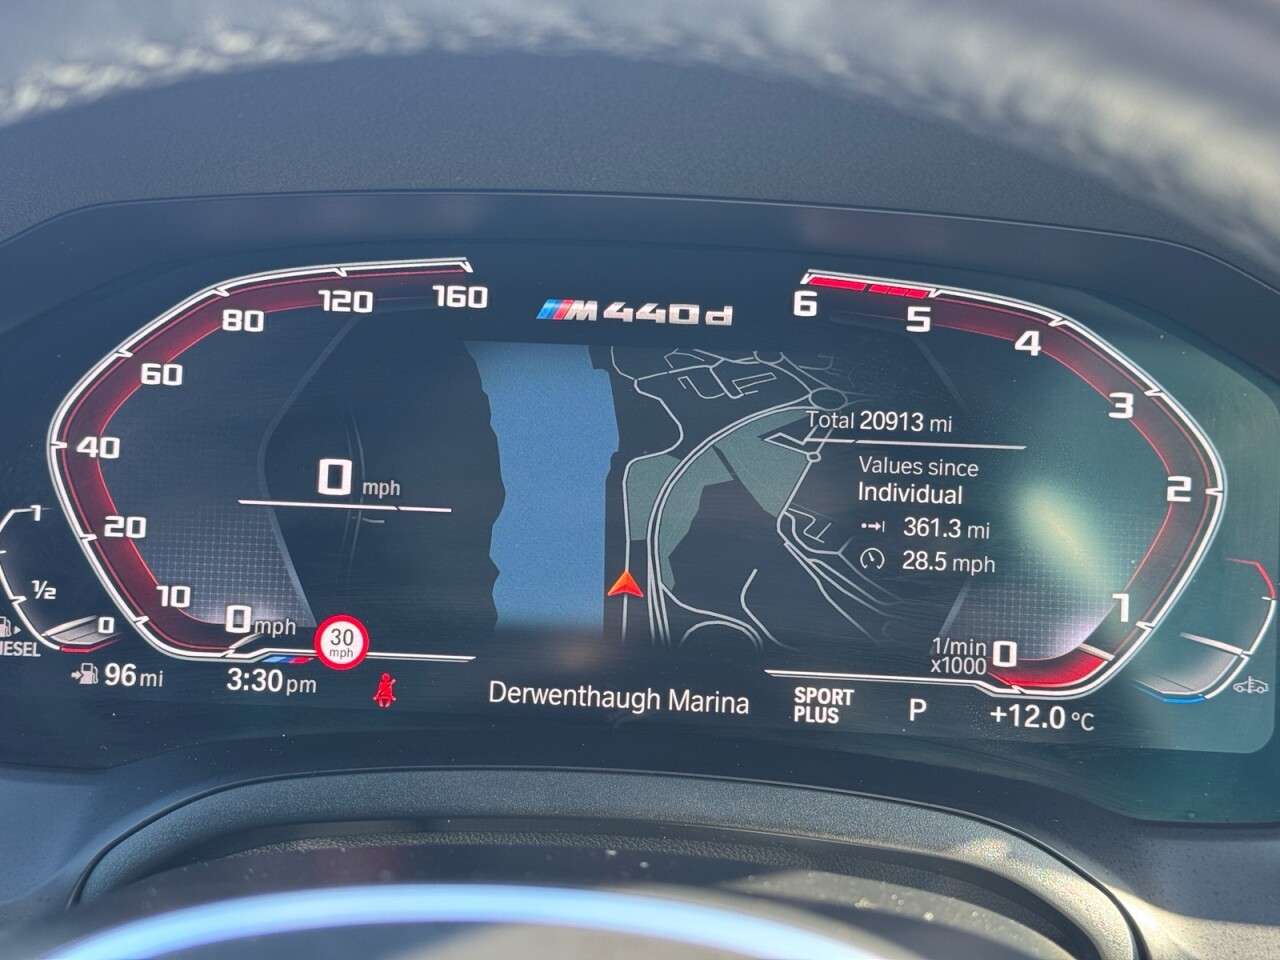 160
120
80
60
40
20
10
0 mph
0 mph
30
mph
1
½
0
96 mi
3:30 pm
M440d
6
5
4
3
2
1
0
1/min
x1000
Total 20913 mi
Values since
Individual
361.3 mi
28.5 mph
Derwenthaugh Marina
SPORT
PLUS
P
+12.0 °C